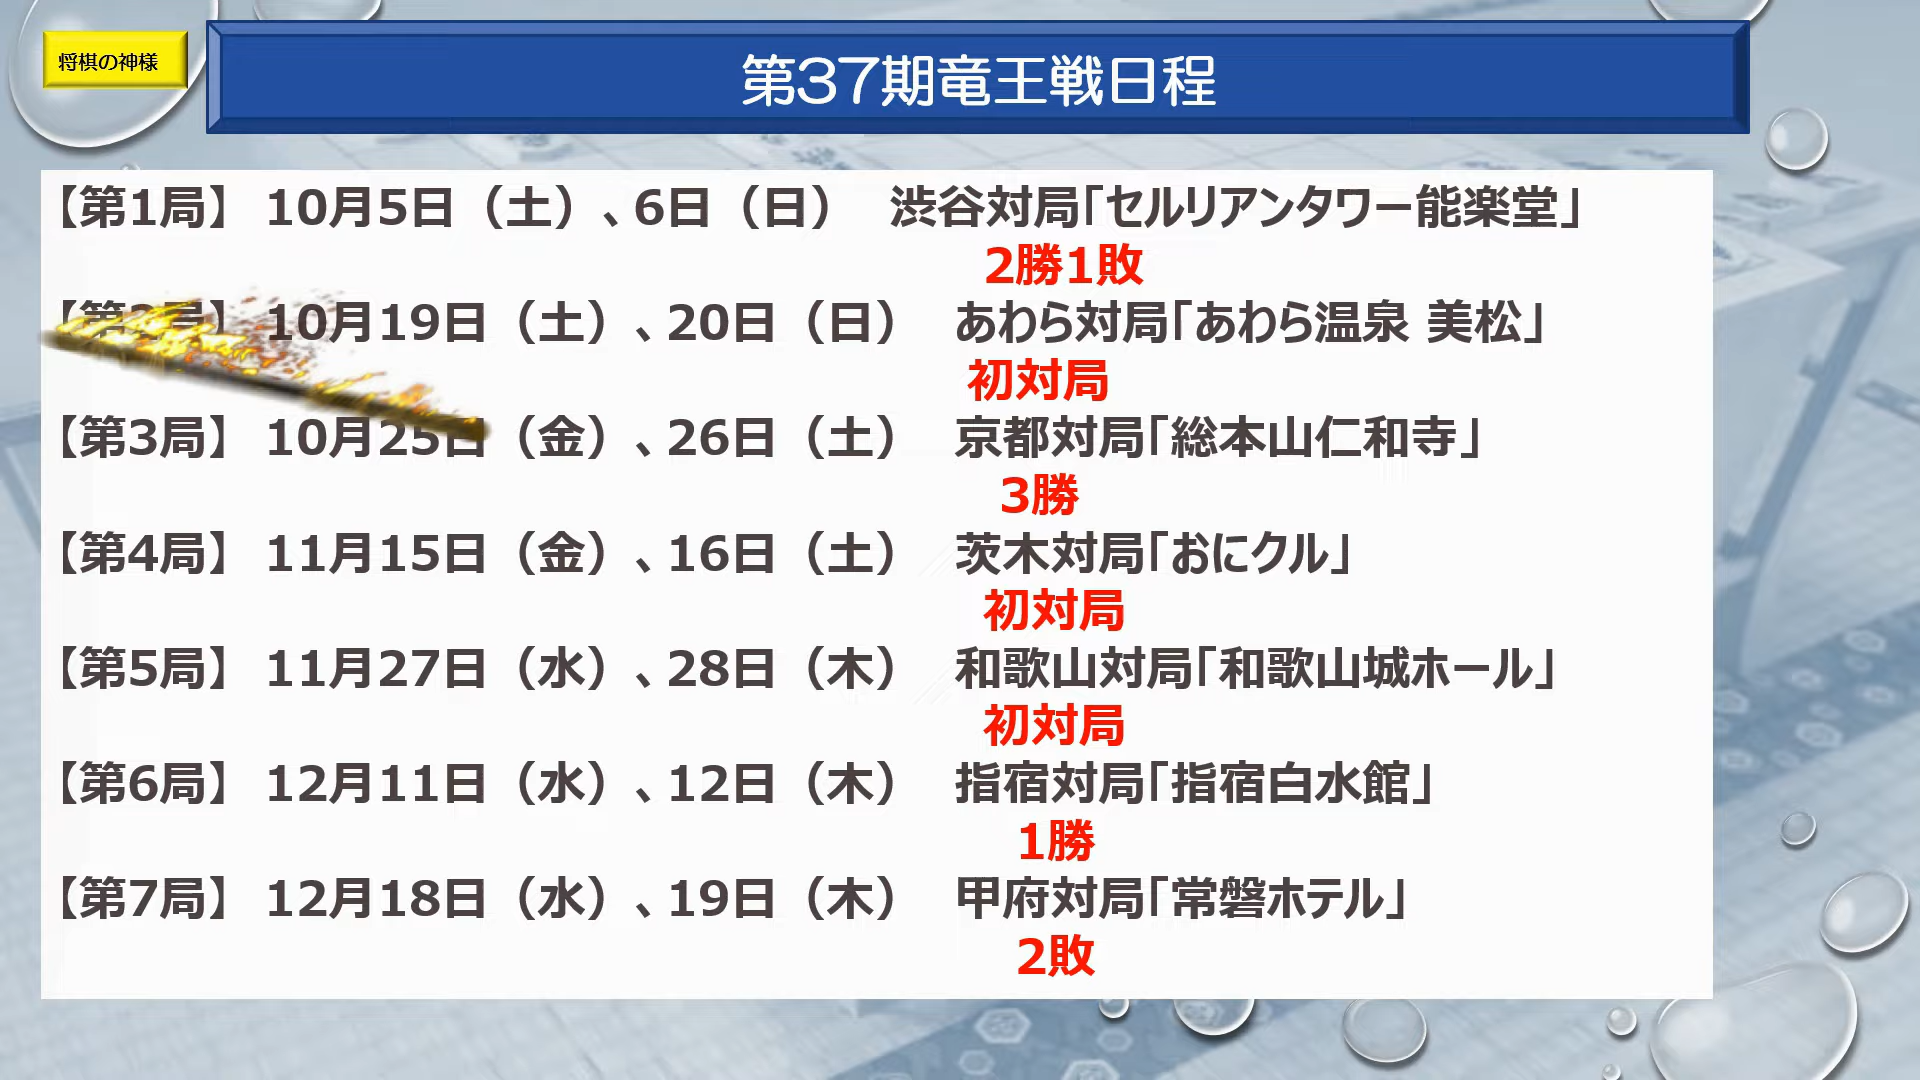 将棋の神様
第37期竜王戦日程
【第1局】 10月5日（土）、6日（日） 渋谷対局「セルリアンタワー能楽堂」
2勝1敗
【第2局】 10月19日（土）、20日（日） あわら対局「あわら温泉 美松」
初対局
【第3局】 10月25日（金）、26日（土） 京都対局「総本山仁和寺」
3勝
【第4局】 11月15日（金）、16日（土） 茨木対局「おにクル」
初対局
【第5局】 11月27日（水）、28日（木） 和歌山対局「和歌山城ホール」
初対局
【第6局】 12月11日（水）、12日（木） 指宿対局「指宿白水館」
1勝
【第7局】 12月18日（水）、19日（木） 甲府対局「常磐ホテル」
2敗